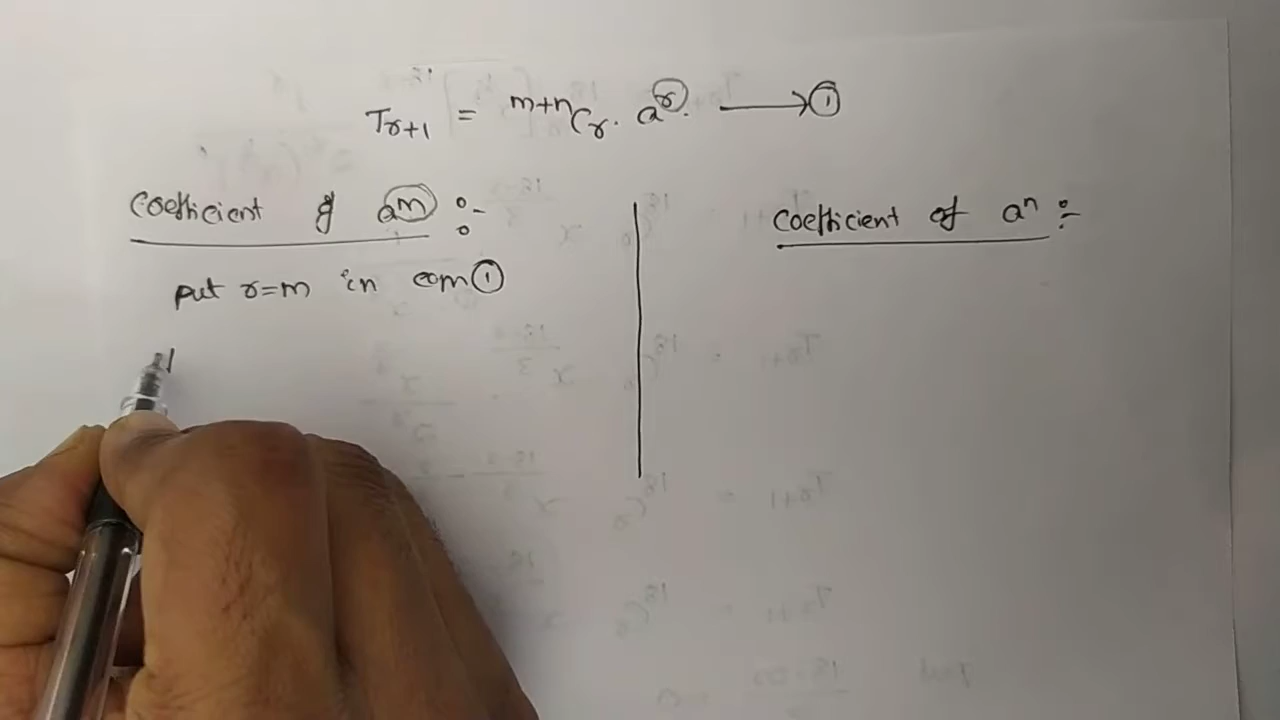 Tr+1 = m+nCr. a^r. → ①
Coefficient of a^m :-
put r=m in eqn ①
Coefficient of a^n :-